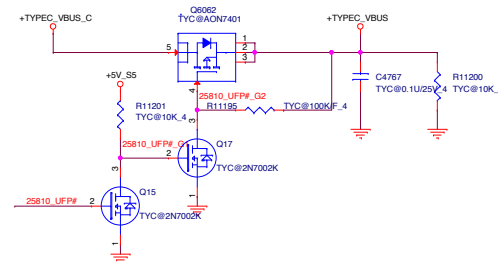 Q6062
TYC@AON7401
+TYPEC_VBUS_C
+TYPEC_VBUS
5
1
2
3
4
+5V_S5
25810_UFP#_G2
C4767
TYC@0.1U/25V_4
R11200
TYC@10K_
R11201
TYC@10K_4
R11195
TYC@100K/F_4
3
25810_UFP#_G
2
Q17
TYC@2N7002K
1
3
25810_UFP#
2
Q15
TYC@2N7002K
1